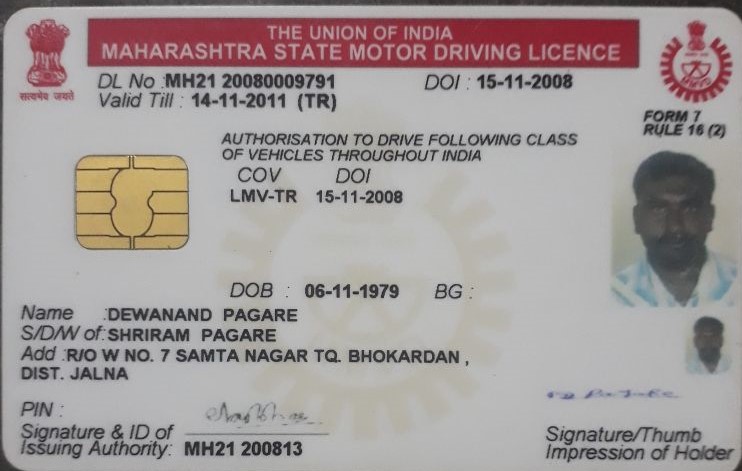 THE UNION OF INDIA
MAHARASHTRA STATE MOTOR DRIVING LICENCE
सत्यमेव जयते
DL No :MH21 20080009791 DOI : 15-11-2008
Valid Till : 14-11-2011 (TR)
FORM 7
RULE 16 (2)
AUTHORISATION TO DRIVE FOLLOWING CLASS
OF VEHICLES THROUGHOUT INDIA
COV DOI
LMV-TR 15-11-2008
DOB : 06-11-1979 BG :
Name :DEWANAND PAGARE
S/D/W of:SHRIRAM PAGARE
Add :R/O W NO. 7 SAMTA NAGAR TQ. BHOKARDAN ,
DIST. JALNA
PIN :
Signature & ID of
Issuing Authority: MH21 200813
Signature/Thumb
Impression of Holder